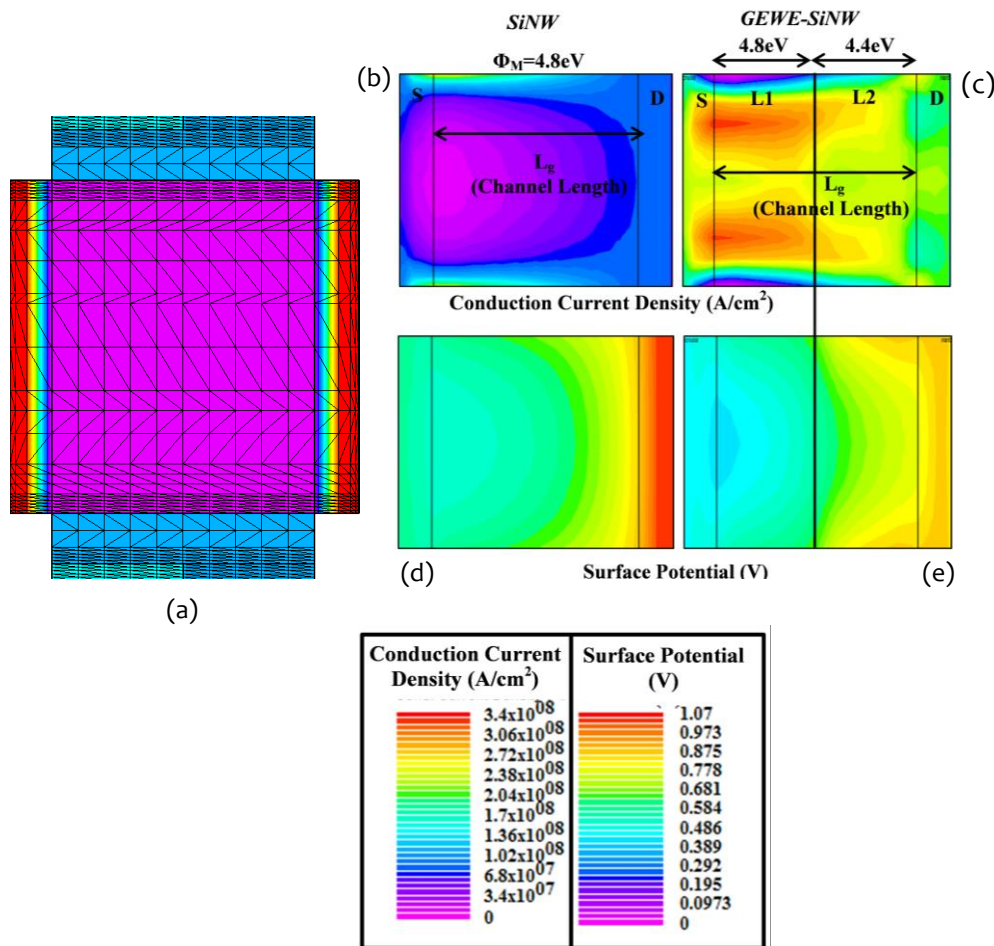 SiNW
Φ_M=4.8eV
GEWE-SiNW
4.8eV 4.4eV
(b)
(c)
S D
L_g
(Channel Length)
S L1 L2 D
L_g
(Channel Length)
Conduction Current Density (A/cm²)
(d)
(e)
Surface Potential (V)
(a)
Conduction Current
Density (A/cm²)
3.4x10⁰⁸
3.06x10⁰⁸
2.72x10⁰⁸
2.38x10⁰⁸
2.04x10⁰⁸
1.7x10⁰⁸
1.36x10⁰⁸
1.02x10⁰⁸
6.8x10⁰⁷
3.4x10⁰⁷
0
Surface Potential
(V)
1.07
0.973
0.875
0.778
0.681
0.584
0.486
0.389
0.292
0.195
0.0973
0